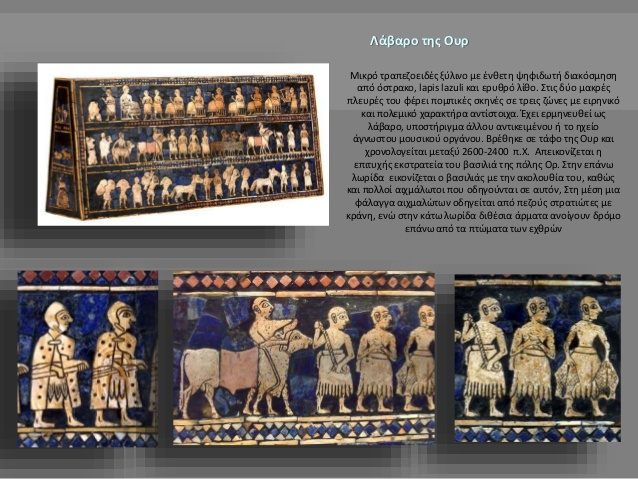 Λάβαρο της Ουρ
Μικρό τραπεζοειδές ξύλινο με ένθετη ψηφιδωτή διακόσμηση
από όστρακο, lapis lazuli και ερυθρό λίθο. Στις δύο μακρές
πλευρές του φέρει πομπικές σκηνές σε τρεις ζώνες με ειρηνικό
και πολεμικό χαρακτήρα αντίστοιχα. Έχει ερμηνευθεί ως
λάβαρο, υποστήριγμα άλλου αντικειμένου ή το ηχείο
άγνωστου μουσικού οργάνου. Βρέθηκε σε τάφο της Ουρ και
χρονολογείται μεταξύ 2600-2400 π.Χ. Απεικονίζεται η
επιτυχής εκστρατεία του βασιλιά της πόλης Ορ. Στην επάνω
λωρίδα εικονίζεται ο βασιλιάς με την ακολουθία του, καθώς
και πολλοί αιχμάλωτοι που οδηγούνται σε αυτόν, Στη μέση μια
φάλαγγα αιχμαλώτων οδηγείται από πεζούς στρατιώτες με
κράνη, ενώ στην κάτω λωρίδα διθέσια άρματα ανοίγουν δρόμο
επάνω από τα πτώματα των εχθρών